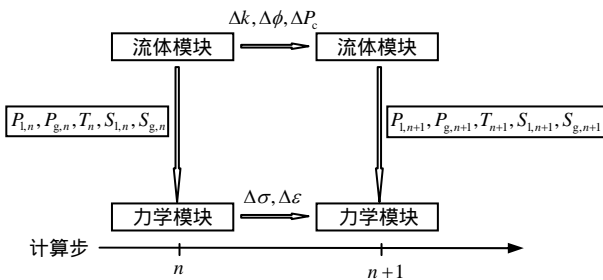 Δk, Δϕ, ΔP_c
流体模块
流体模块
P_{l,n}, P_{g,n}, T_n, S_{l,n}, S_{g,n}
P_{l,n+1}, P_{g,n+1}, T_{n+1}, S_{l,n+1}, S_{g,n+1}
Δσ, Δε
力学模块
力学模块
计算步
n
n+1